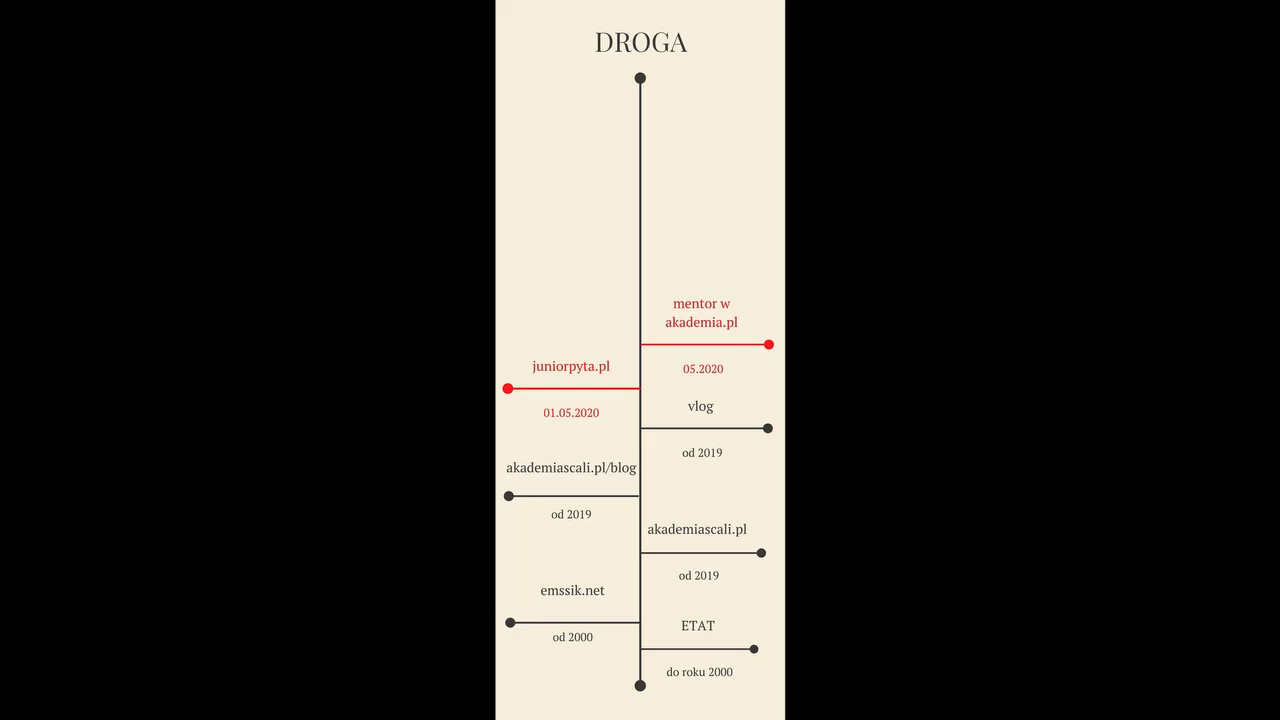 DROGA
mentor w
akademia.pl
05.2020
juniorpyta.pl
01.05.2020
vlog
od 2019
akademiascali.pl/blog
od 2019
akademiascali.pl
od 2019
emssik.net
od 2000
ETAT
do roku 2000